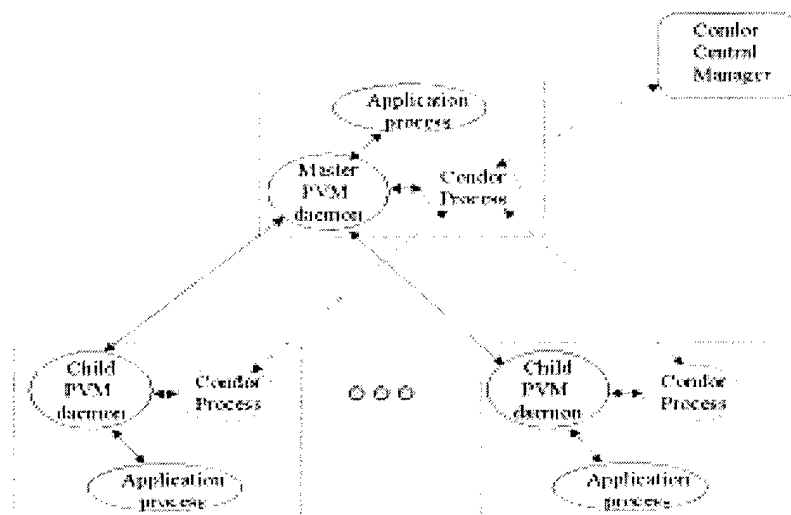 Condor
Central
Manager
Application
process
Master
PVM
daemon
Condor
Process
Child
PVM
daemon
Condor
Process
Application
process
Child
PVM
daemon
Condor
Process
Application
process